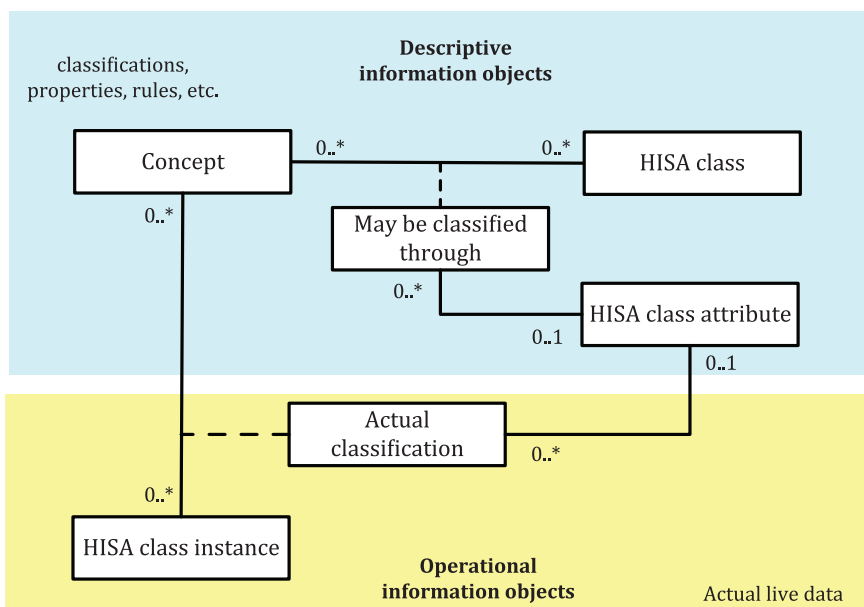 Descriptive
information objects
classifications,
properties, rules, etc.
Concept
0..*
0..*
HISA class
0..*
May be classified
through
0..*
HISA class attribute
0..1
0..1
Actual
classification
0..*
0..*
HISA class instance
Operational
information objects
Actual live data